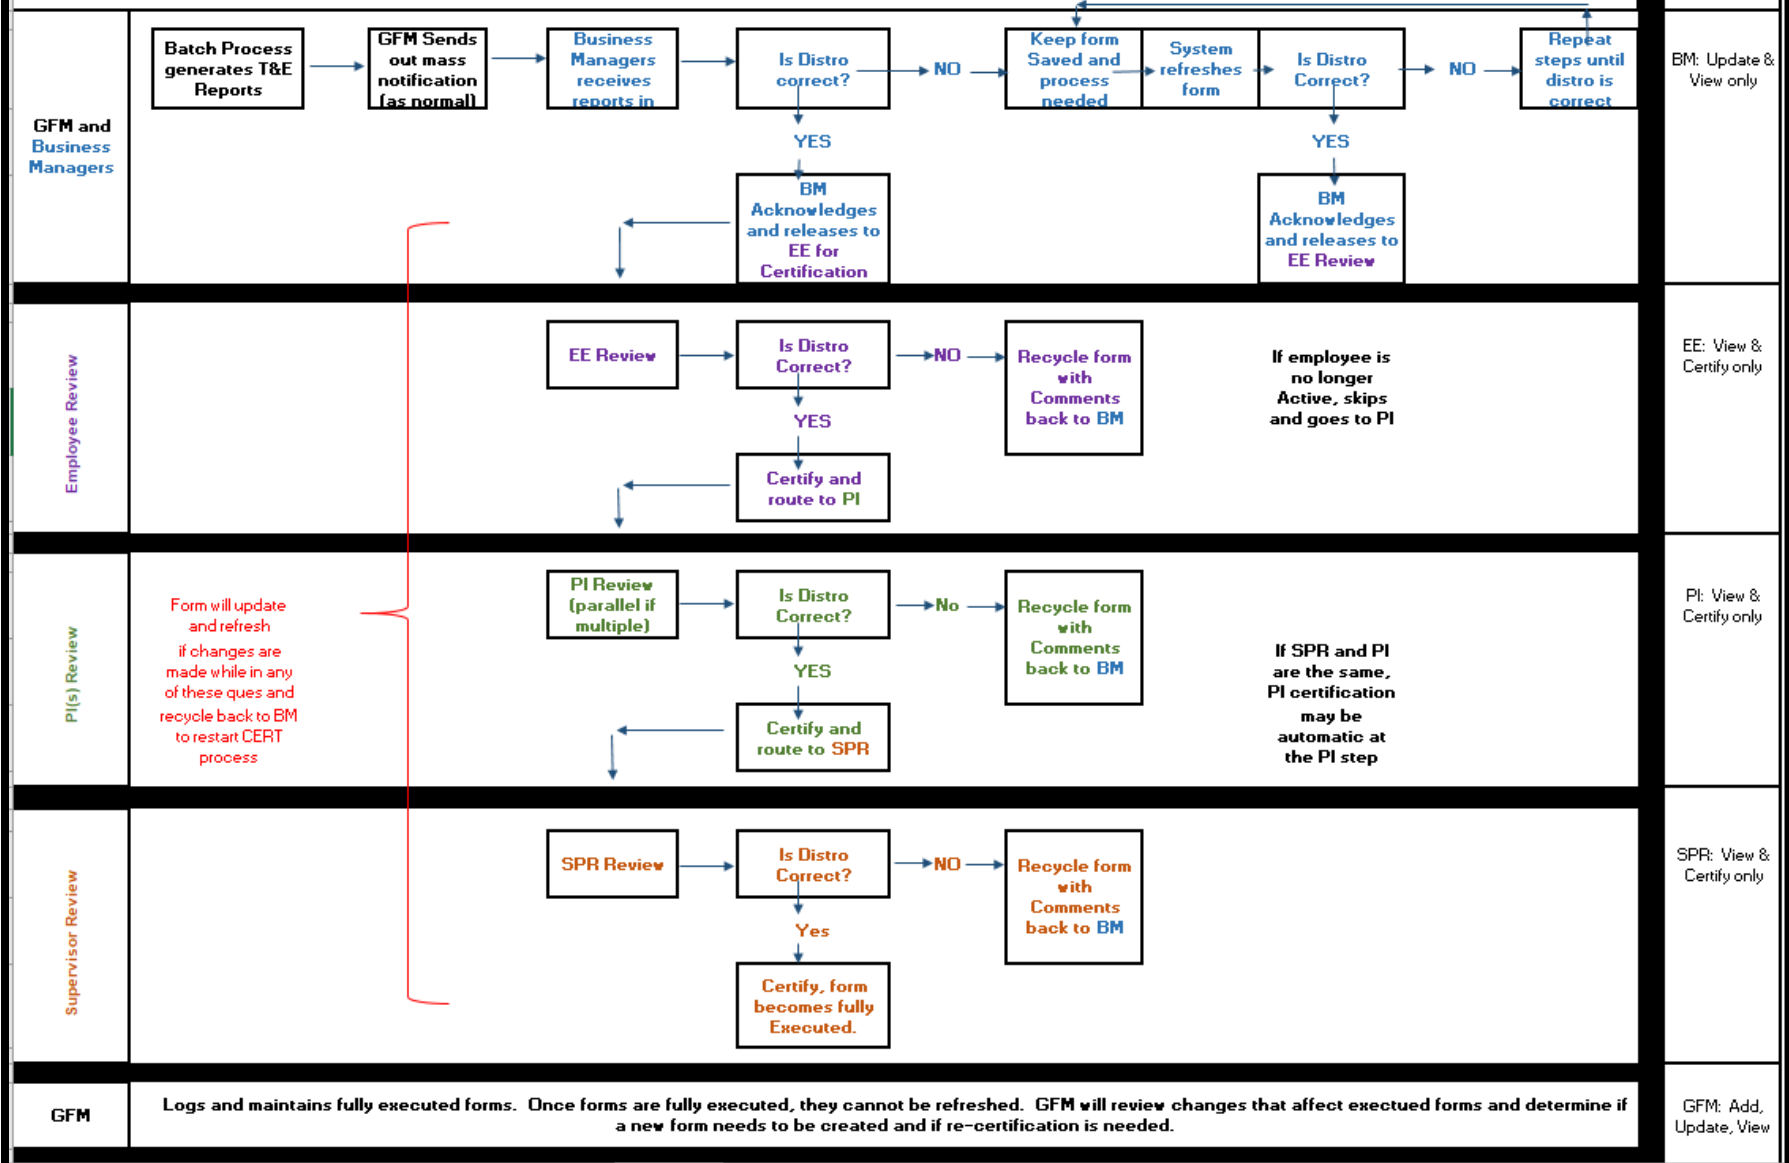 GFM and
Business
Managers
Batch Process
generates T&E
Reports
GFM Sends
out mass
notification
(as normal)
Business
Managers
receives
reports in
Is Distro
correct?
NO
Keep form
Saved and
process
needed
System
refreshes
form
Is Distro
Correct?
NO
Repeat
steps until
distro is
correct
BM: Update &
View only
YES
YES
BM
Acknowledges
and releases to
EE for
Certification
BM
Acknowledges
and releases to
EE Review
Employee Review
EE Review
Is Distro
Correct?
NO
Recycle form
with
Comments
back to BM
If employee is
no longer
Active, skips
and goes to PI
EE: View &
Certify only
YES
Certify and
route to PI
PI(s) Review
Form will update
and refresh
if changes are
made while in any
of these ques and
recycle back to BM
to restart CERT
process
PI Review
(parallel if
multiple)
Is Distro
Correct?
No
Recycle form
with
Comments
back to BM
If SPR and PI
are the same,
PI certification
may be
automatic at
the PI step
PI: View &
Certify only
YES
Certify and
route to SPR
Supervisor Review
SPR Review
Is Distro
Correct?
NO
Recycle form
with
Comments
back to BM
SPR: View &
Certify only
Yes
Certify, form
becomes fully
Executed.
GFM
Logs and maintains fully executed forms. Once forms are fully executed, they cannot be refreshed. GFM will review changes that affect exectued forms and determine if
a new form needs to be created and if re-certification is needed.
GFM: Add,
Update, View